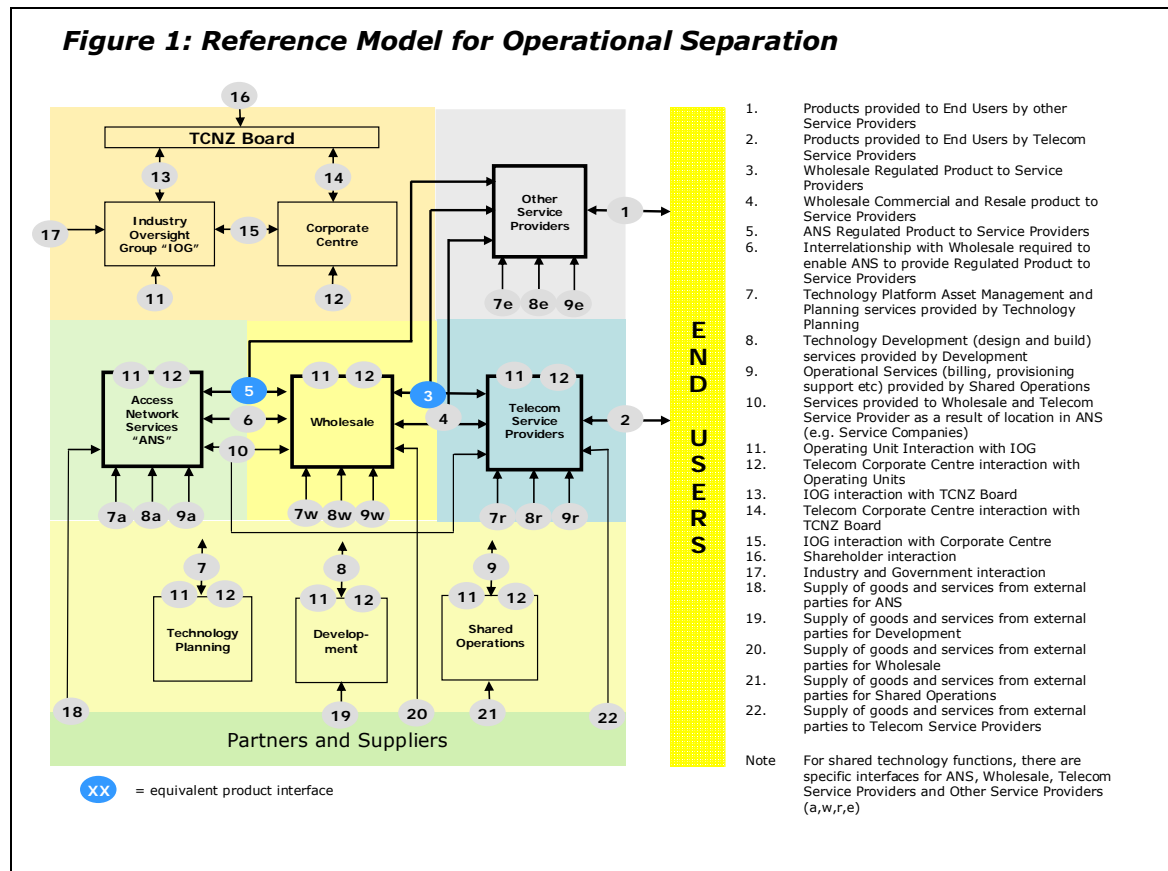 Figure 1: Reference Model for Operational Separation
16
TCNZ Board
13
14
17
Industry
Oversight
Group “IOG”
15
Corporate
Centre
11
12
Other
Service
Providers
1
7e
8e
9e
END USERS
11
12
Access
Network
Services
“ANS”
5
6
10
11
12
Wholesale
3
4
11
12
Telecom
Service
Providers
2
7a
8a
9a
7w
8w
9w
7r
8r
9r
7
8
9
11
12
Technology
Planning
11
12
Develop-
ment
11
12
Shared
Operations
18
19
20
21
22
Partners and Suppliers
XX = equivalent product interface
1. Products provided to End Users by other
Service Providers
2. Products provided to End Users by Telecom
Service Providers
3. Wholesale Regulated Product to Service
Providers
4. Wholesale Commercial and Resale product to
Service Providers
5. ANS Regulated Product to Service Providers
6. Interrelationship with Wholesale required to
enable ANS to provide Regulated Product to
Service Providers
7. Technology Platform Asset Management and
Planning services provided by Technology
Planning
8. Technology Development (design and build)
services provided by Development
9. Operational Services (billing, provisioning
support etc) provided by Shared Operations
10. Services provided to Wholesale and Telecom
Service Provider as a result of location in ANS
(e.g. Service Companies)
11. Operating Unit Interaction with IOG
12. Telecom Corporate Centre interaction with
Operating Units
13. IOG interaction with TCNZ Board
14. Telecom Corporate Centre interaction with
TCNZ Board
15. IOG interaction with Corporate Centre
16. Shareholder interaction
17. Industry and Government interaction
18. Supply of goods and services from external
parties for ANS
19. Supply of goods and services from external
parties for Development
20. Supply of goods and services from external
parties for Wholesale
21. Supply of goods and services from external
parties for Shared Operations
22. Supply of goods and services from external
parties to Telecom Service Providers
Note For shared technology functions, there are
specific interfaces for ANS, Wholesale, Telecom
Service Providers and Other Service Providers
(a,w,r,e)